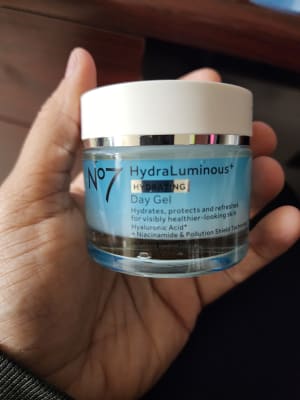 No7
HydraLuminous+
HYDRATING
Day Gel
Hydrates, protects and refreshes
for visibly healthier-looking skin
Hyaluronic Acid+
+ Niacinamide & Pollution Shield Technology